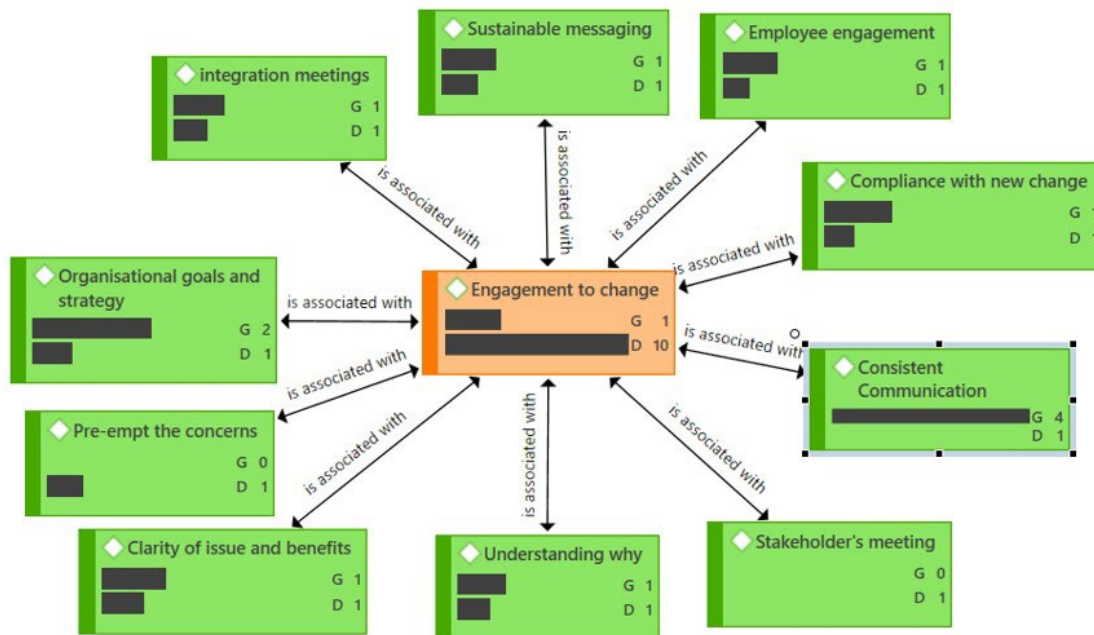 Sustainable messaging
G 1
D 1
Employee engagement
G 1
D 1
integration meetings
G 1
D 1
is associated with
is associated with
is associated with
Compliance with new change
G 1
D 1
is associated with
Organisational goals and
strategy
G 2
D 1
is associated with
Engagement to change
G 1
D 10
is associated with
Consistent
Communication
G 4
D 1
is associated with
Pre-empt the concerns
G 0
D 1
is associated with
is associated with
is associated with
Clarity of issue and benefits
G 1
D 1
Understanding why
G 1
D 1
Stakeholder's meeting
G 0
D 1